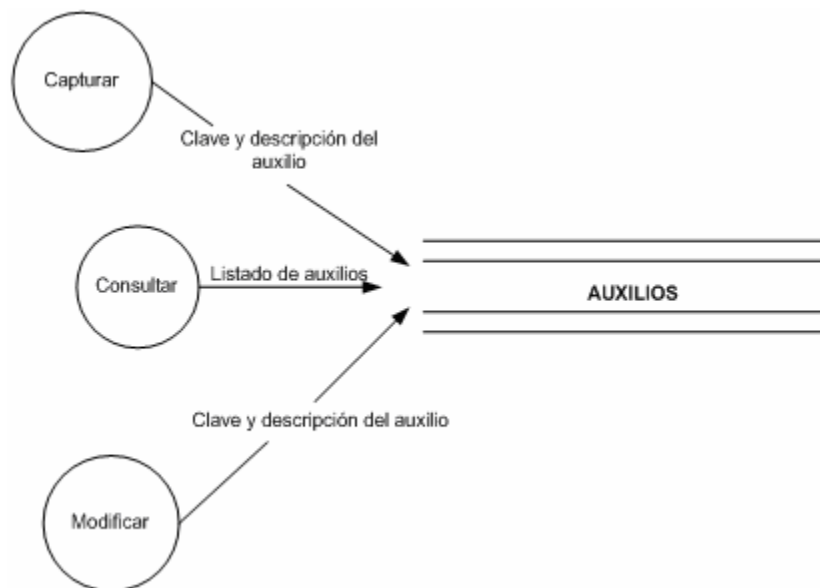 Capturar
Clave y descripción del
auxilio
Consultar
Listado de auxilios
AUXILIOS
Clave y descripción del auxilio
Modificar